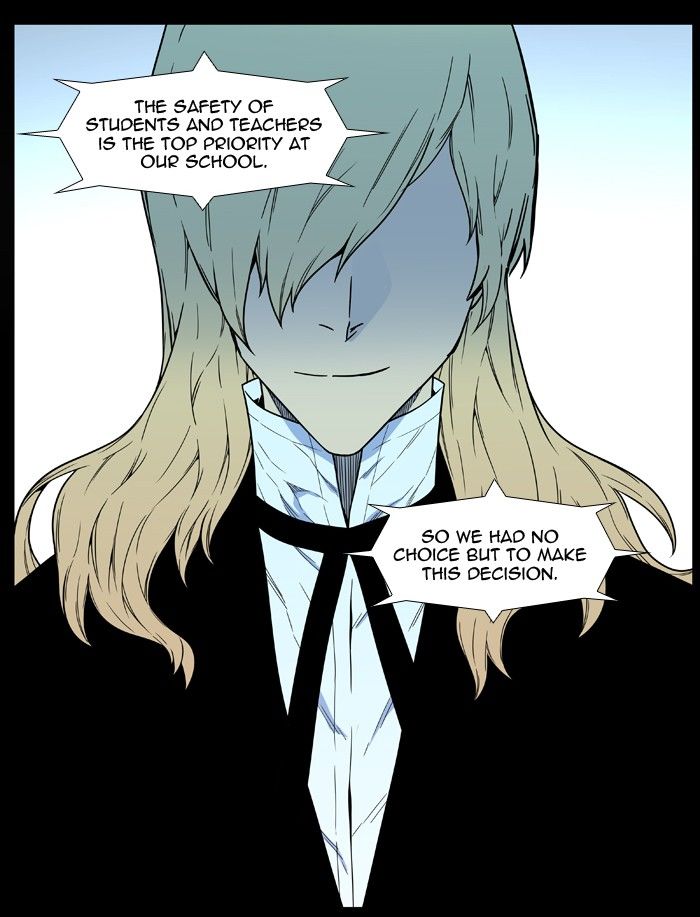 THE SAFETY OF
STUDENTS AND TEACHERS
IS THE TOP PRIORITY AT
OUR SCHOOL.
SO WE HAD NO
CHOICE BUT TO MAKE
THIS DECISION.